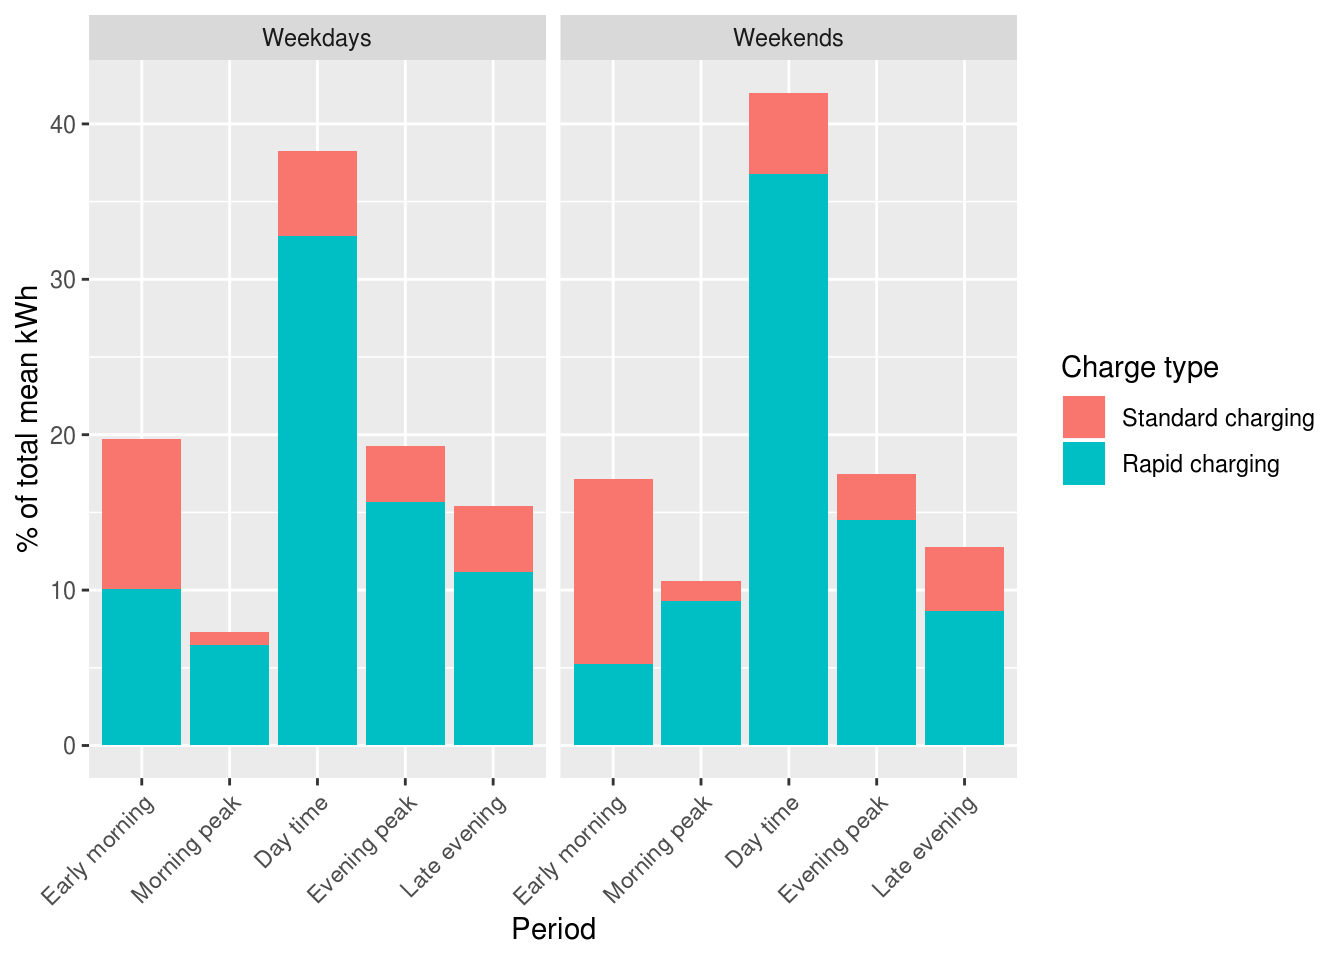 Weekdays
Weekends
% of total mean kWh
40
30
20
10
0
Early morning
Morning peak
Day time
Evening peak
Late evening
Early morning
Morning peak
Day time
Evening peak
Late evening
Period
Charge type
Standard charging
Rapid charging